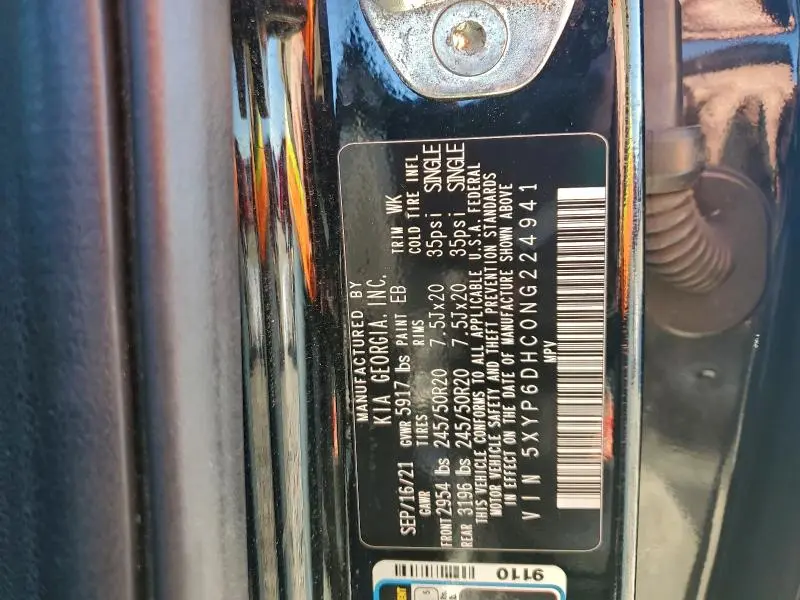 MANUFACTURED BY
KIA GEORGIA, INC.
SEP/16/21 GVWR 5917 lbs PAINT EB TRIM WK
GAWR TIRES RIMS COLD TIRE INFL
FRONT 2954 lbs 245/50R20 7.5Jx20 35psi SINGLE
REAR 3196 lbs 245/50R20 7.5Jx20 35psi SINGLE
THIS VEHICLE CONFORMS TO ALL APPLICABLE U.S.A. FEDERAL
MOTOR VEHICLE SAFETY AND THEFT PREVENTION STANDARDS
IN EFFECT ON THE DATE OF MANUFACTURE SHOWN ABOVE
VIN 5XYP6DHC0NG224941
MPV
9110